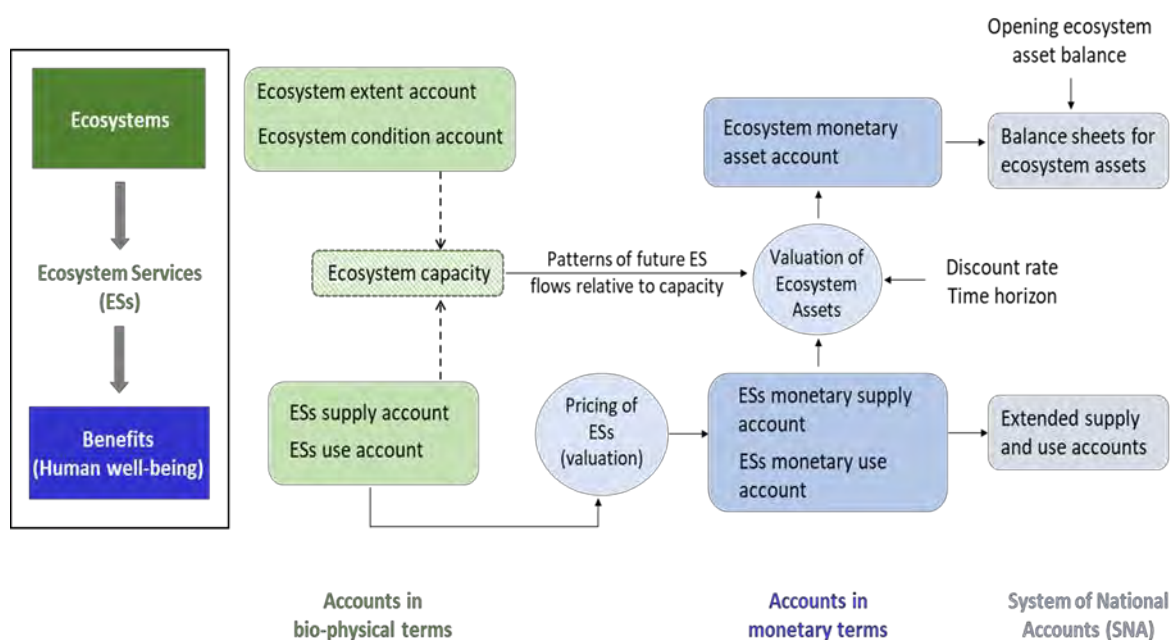 Ecosystems
Ecosystem Services
(ESs)
Benefits
(Human well-being)
Ecosystem extent account
Ecosystem condition account
Ecosystem capacity
ESs supply account
ESs use account
Patterns of future ES
flows relative to capacity
Pricing of
ESs
(valuation)
Opening ecosystem
asset balance
Ecosystem monetary
asset account
Balance sheets for
ecosystem assets
Valuation of
Ecosystem
Assets
Discount rate
Time horizon
ESs monetary supply
account
ESs monetary use
account
Extended supply
and use accounts
Accounts in
bio-physical terms
Accounts in
monetary terms
System of National
Accounts (SNA)